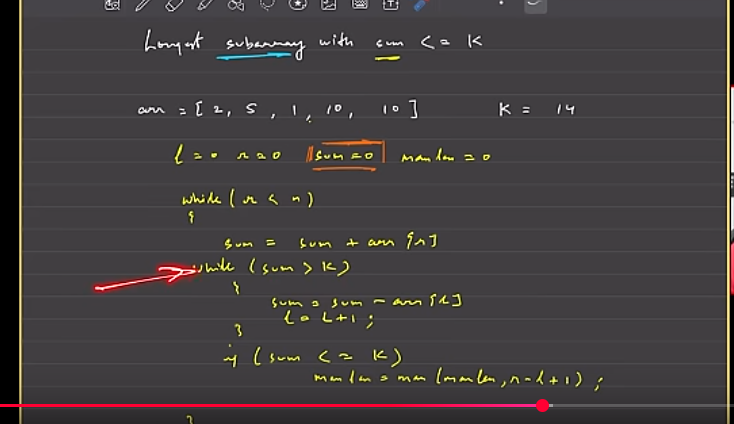 Longest subarray with sum <= K
arr = [2, 5, 1, 10, 10] K = 14
l = 0 r = 0 sum = 0 maxlen = 0
while (r < n)
{
sum = sum + arr[r]
while (sum > K)
{
sum = sum - arr[l]
l = l+1;
}
if (sum <= K)
maxlen = max(maxlen, r-l+1);
}